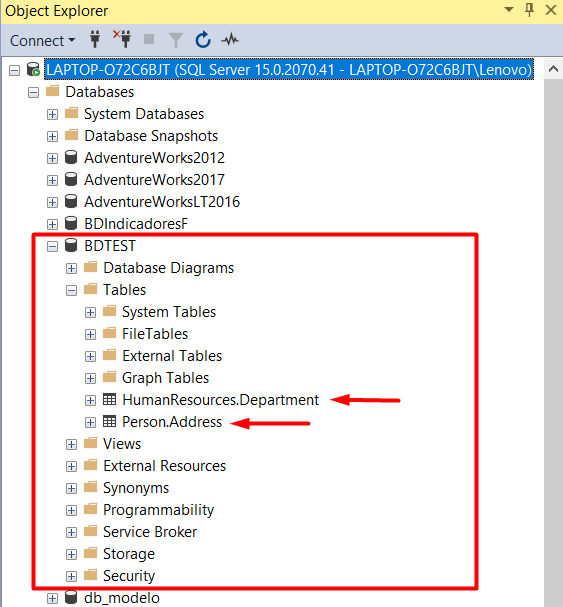 Object Explorer
Connect
LAPTOP-O72C6BJT (SQL Server 15.0.2070.41 - LAPTOP-O72C6BJT\Lenovo)
Databases
System Databases
Database Snapshots
AdventureWorks2012
AdventureWorks2017
AdventureWorksLT2016
BDIndicadoresF
BDTEST
Database Diagrams
Tables
System Tables
FileTables
External Tables
Graph Tables
HumanResources.Department
Person.Address
Views
External Resources
Synonyms
Programmability
Service Broker
Storage
Security
db_modelo